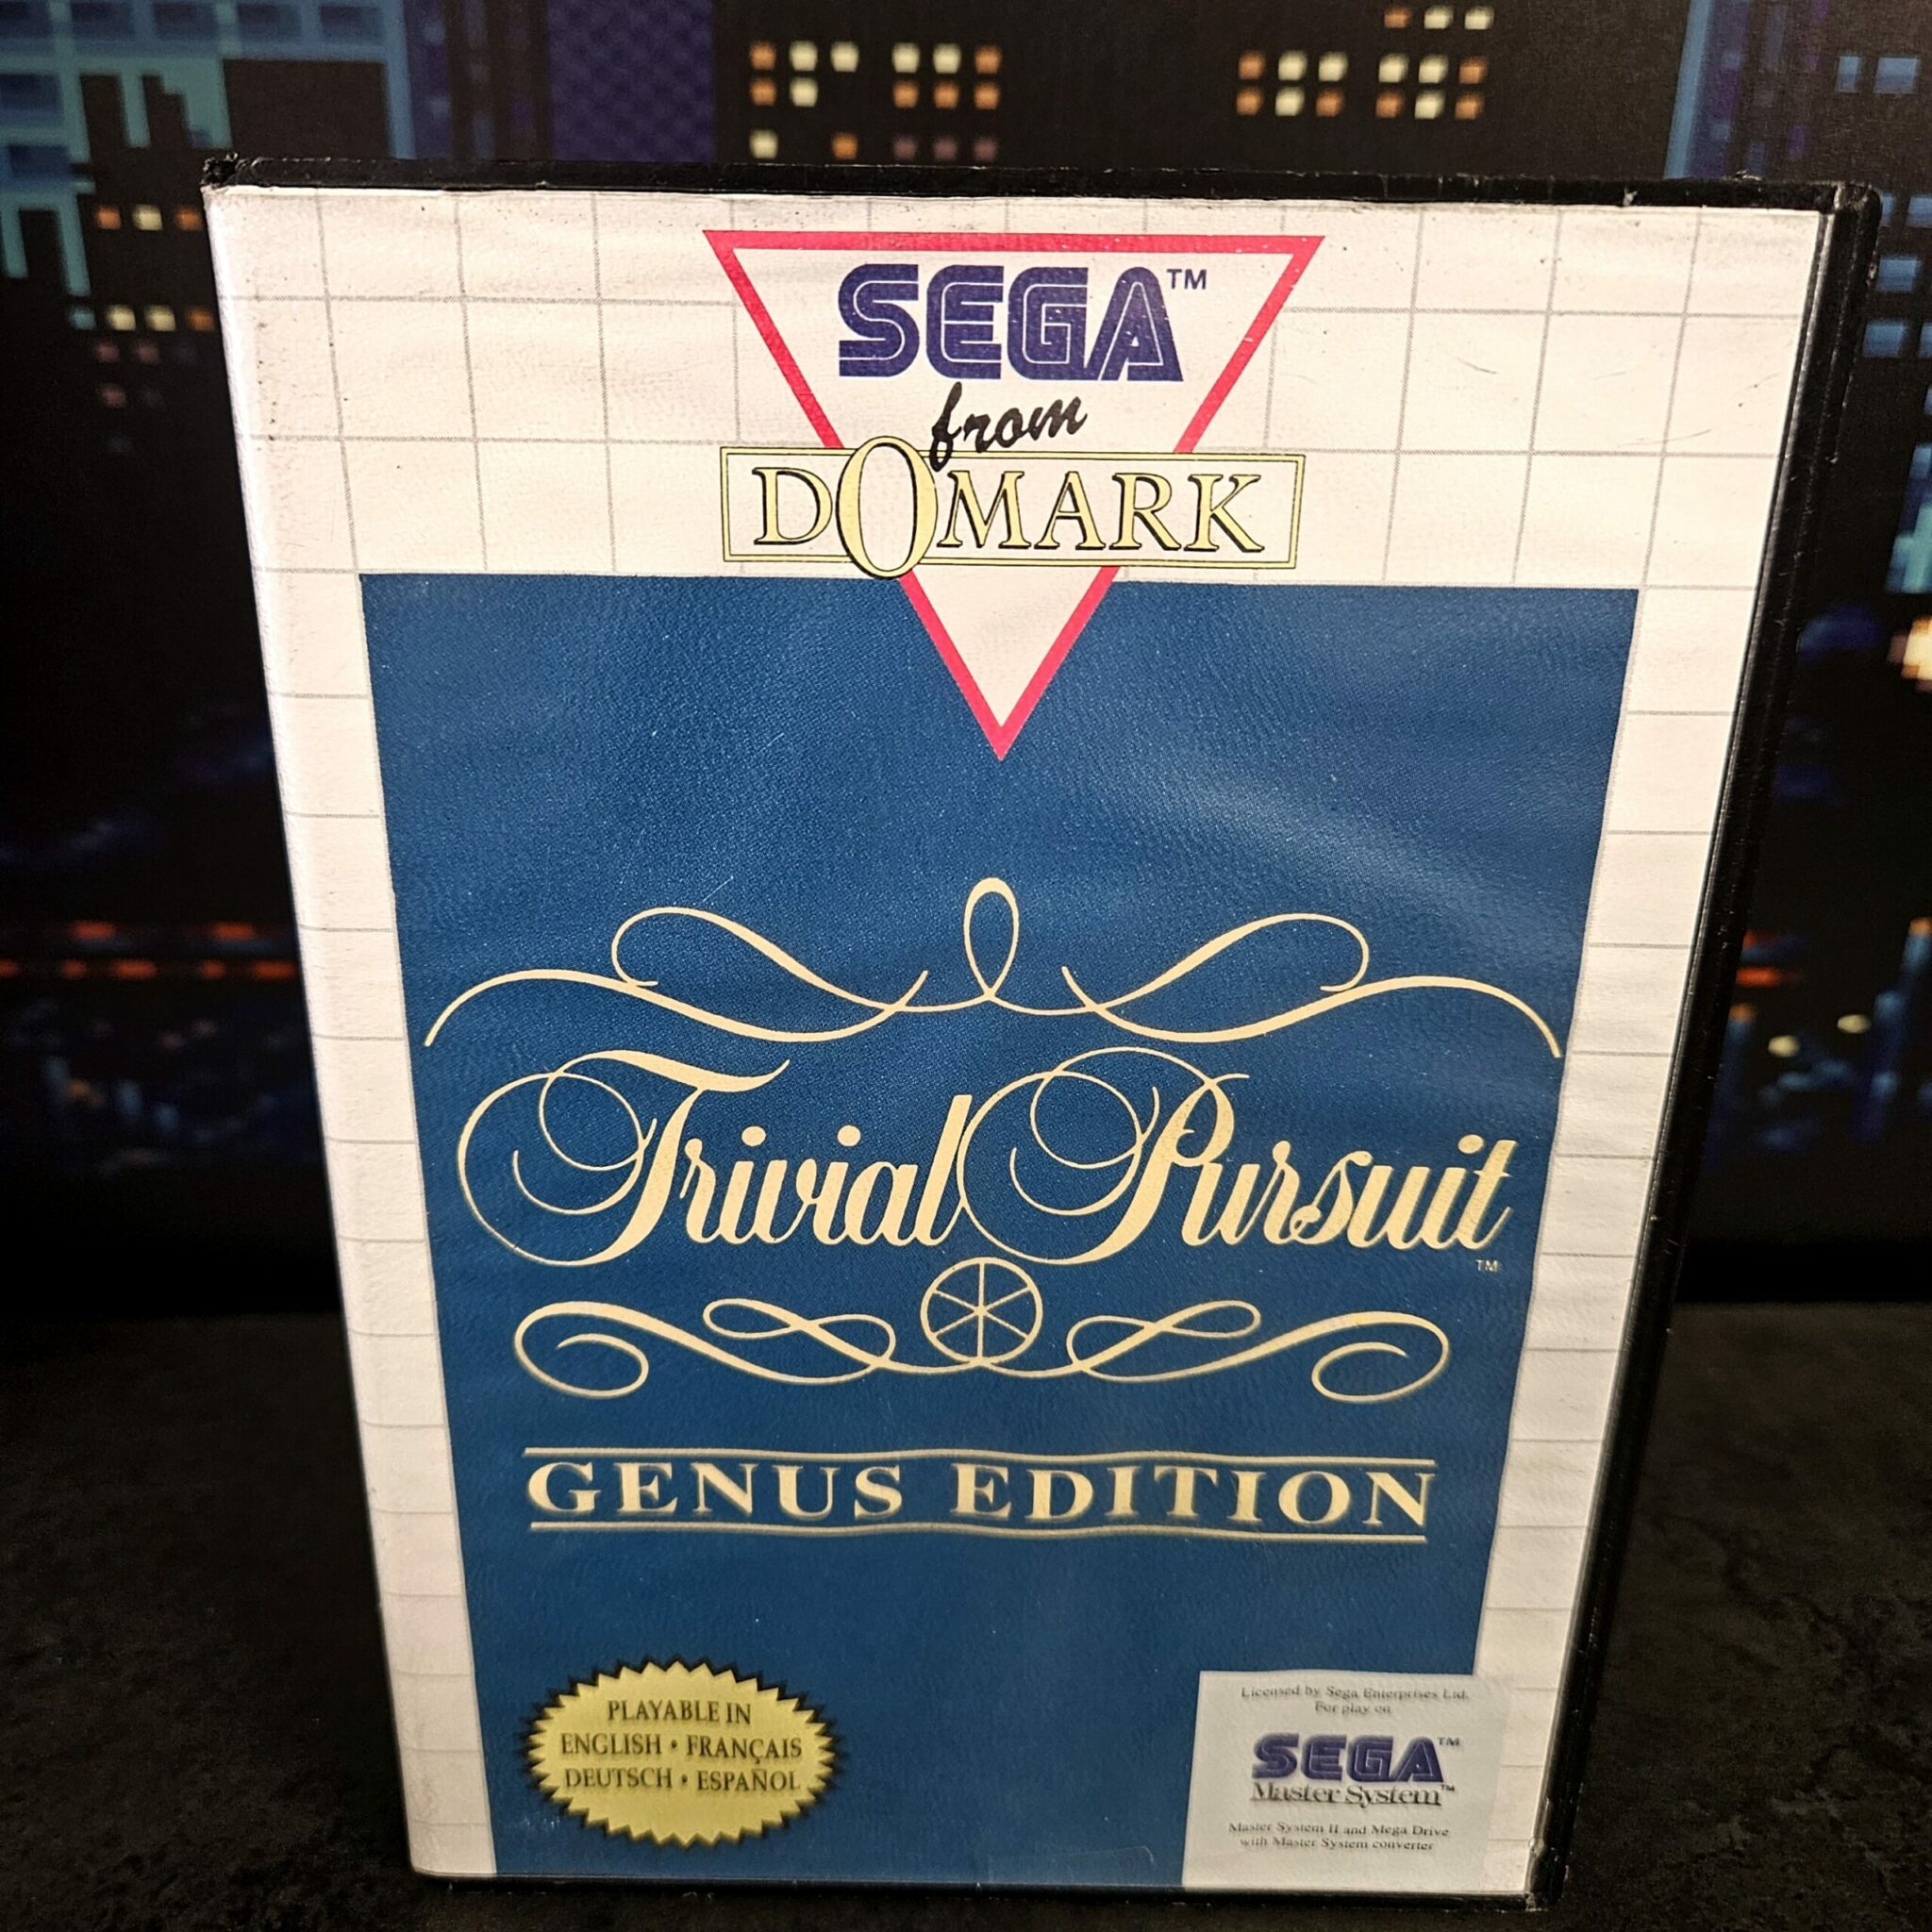 SEGA™
from
DOMARK
Trivial Pursuit
™
GENUS EDITION
PLAYABLE IN
ENGLISH • FRANÇAIS
DEUTSCH • ESPAÑOL
Licensed by Sega Enterprises Ltd.
For play on
SEGA™
Master System™
Master System II and Mega Drive
with Master System converter